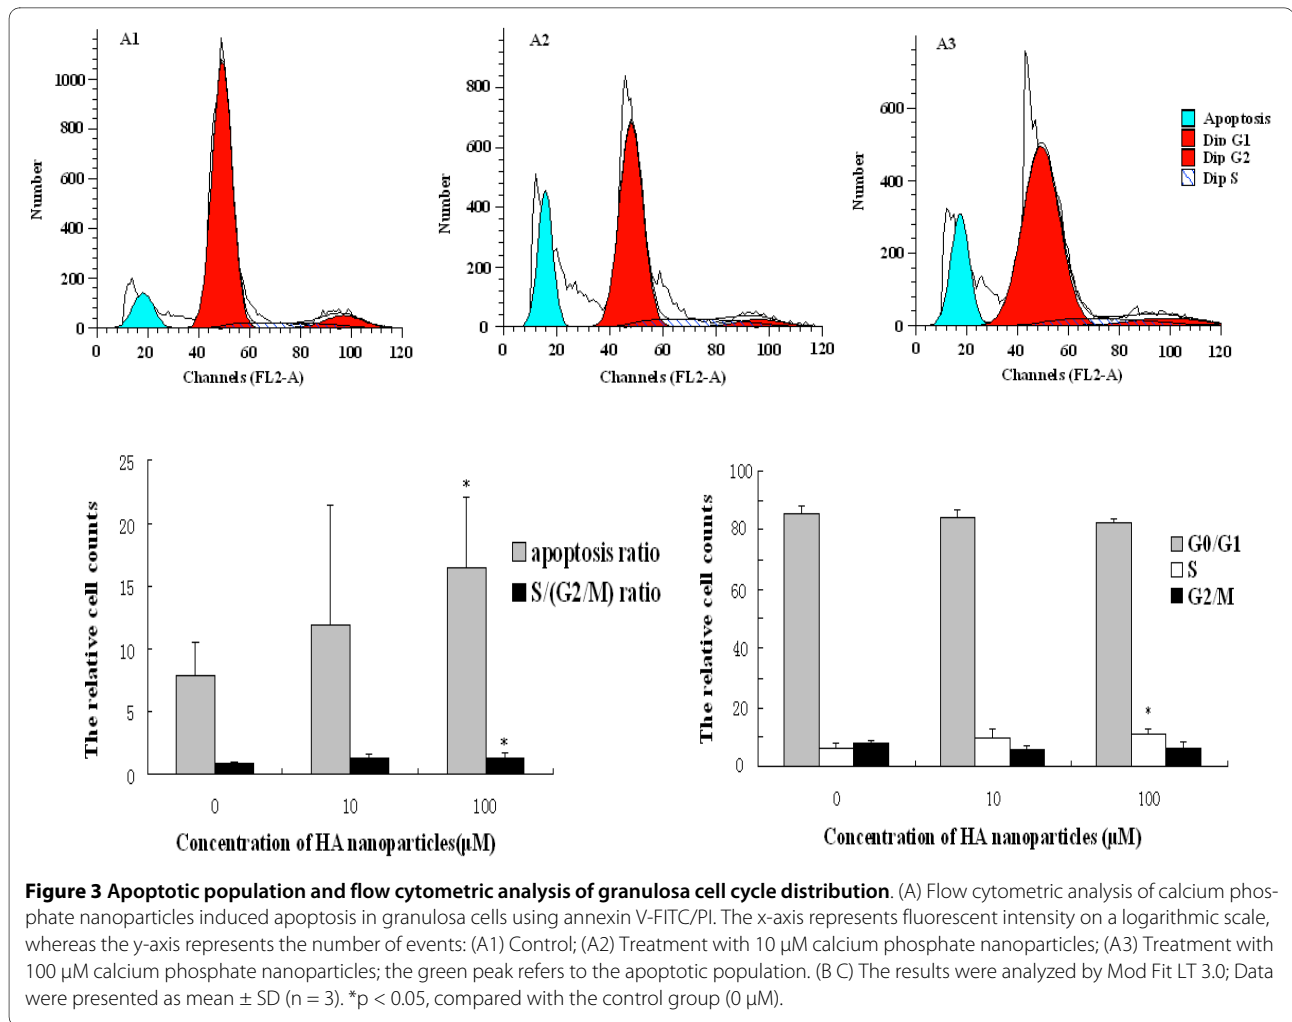 A1
Number
1000
800
600
400
200
0
0 20 40 60 80 100 120
Channels (FL2-A)
A2
Number
800
600
400
200
0
0 20 40 60 80 100 120
Channels (FL2-A)
A3
Number
600
400
200
0
0 20 40 60 80 100 120
Channels (FL2-A)
Apoptosis
Dip G1
Dip G2
Dip S
The relative cell counts
25
20
15
10
5
0
*
*
apoptosis ratio
S/(G2/M) ratio
0 10 100
Concentration of HA nanoparticles(μM)
The relative cell counts
100
80
60
40
20
0
*
G0/G1
S
G2/M
0 10 100
Concentration of HA nanoparticles (μM)
Figure 3 Apoptotic population and flow cytometric analysis of granulosa cell cycle distribution. (A) Flow cytometric analysis of calcium phos-
phate nanoparticles induced apoptosis in granulosa cells using annexin V-FITC/PI. The x-axis represents fluorescent intensity on a logarithmic scale,
whereas the y-axis represents the number of events: (A1) Control; (A2) Treatment with 10 μM calcium phosphate nanoparticles; (A3) Treatment with
100 μM calcium phosphate nanoparticles; the green peak refers to the apoptotic population. (B C) The results were analyzed by Mod Fit LT 3.0; Data
were presented as mean ± SD (n = 3). *p < 0.05, compared with the control group (0 μM).